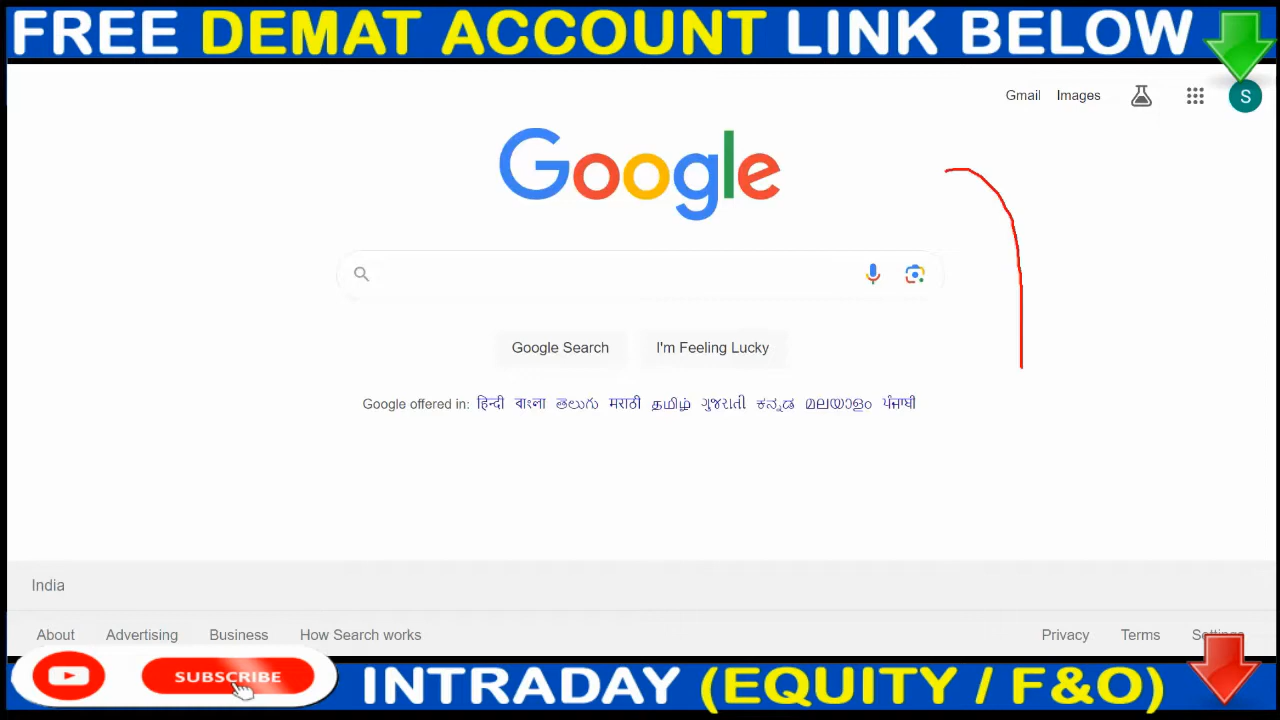 FREE DEMAT ACCOUNT LINK BELOW
Gmail Images S
Google
Google Search I'm Feeling Lucky
Google offered in: हिन्दी বাংলা తెలుగు मराठी தமிழ் ગુજરાતી ಕನ್ನಡ മലയാളം ਪੰਜਾਬੀ
India
About Advertising Business How Search works Privacy Terms Settings
SUBSCRIBE
INTRADAY (EQUITY / F&O)